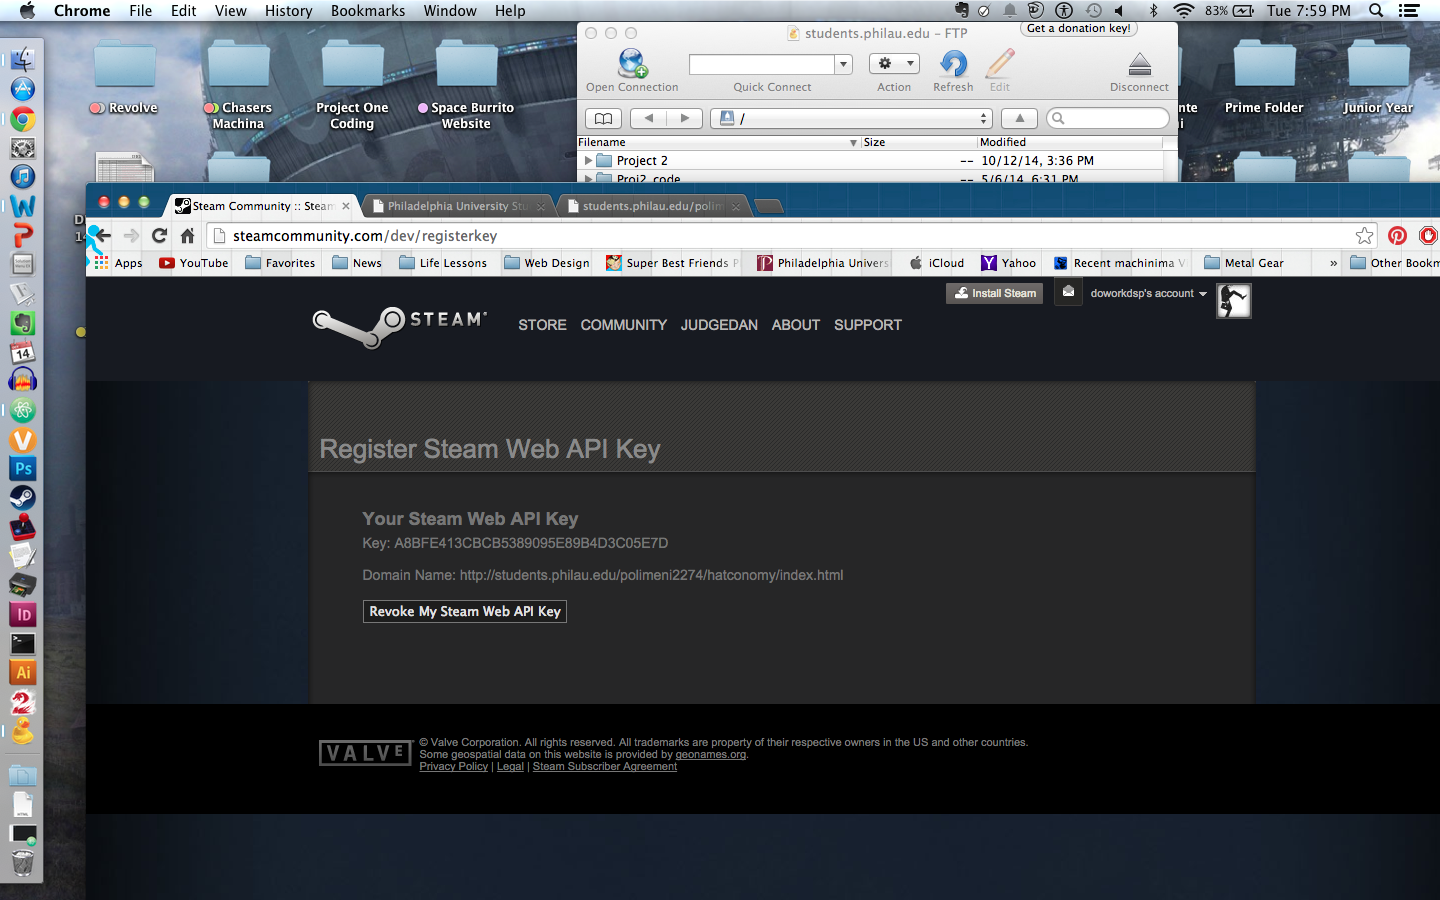 Chrome File Edit View History Bookmarks Window Help
83% Tue 7:59 PM
students.philau.edu – FTP
Get a donation key!
Open Connection Quick Connect Action Refresh Edit Disconnect
/
Filename Size Modified
Project 2 -- 10/12/14, 3:36 PM
Proj2_code -- 5/6/14, 6:31 PM
Revolve
Chasers Machina
Project One Coding
Space Burrito Website
Prime Folder
Junior Year
Steam Community :: Steam
Philadelphia University Stu
students.philau.edu/polim
steamcommunity.com/dev/registerkey
Apps YouTube Favorites News Life Lessons Web Design Super Best Friends P Philadelphia Univers iCloud Yahoo Recent machinima V Metal Gear » Other Bookm
Install Steam doworkdsp's account
STEAM
STORE COMMUNITY JUDGEDAN ABOUT SUPPORT
Register Steam Web API Key
Your Steam Web API Key
Key: A8BFE413CBCB5389095E89B4D3C05E7D
Domain Name: http://students.philau.edu/polimeni2274/hatconomy/index.html
Revoke My Steam Web API Key
VALVE
© Valve Corporation. All rights reserved. All trademarks are property of their respective owners in the US and other countries.
Some geospatial data on this website is provided by geonames.org.
Privacy Policy | Legal | Steam Subscriber Agreement
14
Ps
ID
Ai
HTML